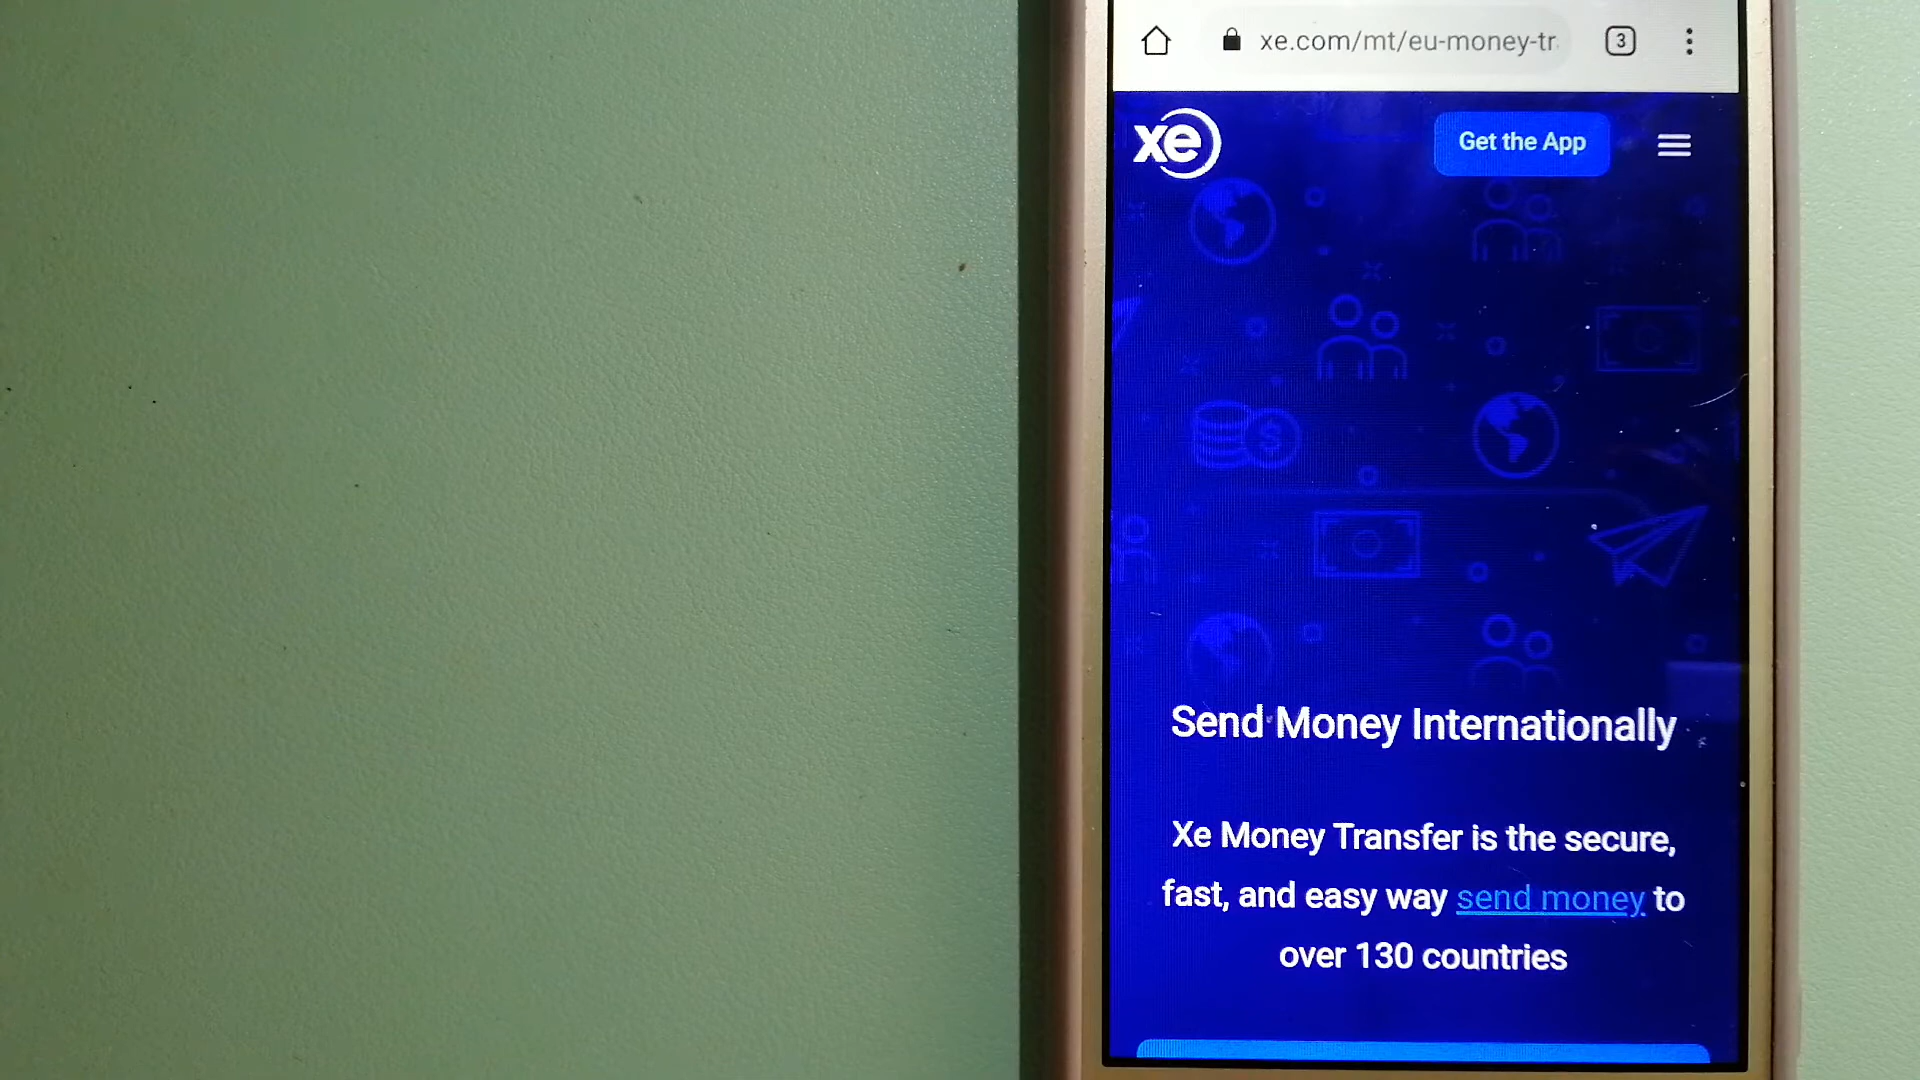 xe.com/mt/eu-money-tr
3
xe
Get the App
Send Money Internationally
Xe Money Transfer is the secure,
fast, and easy way send money to
over 130 countries